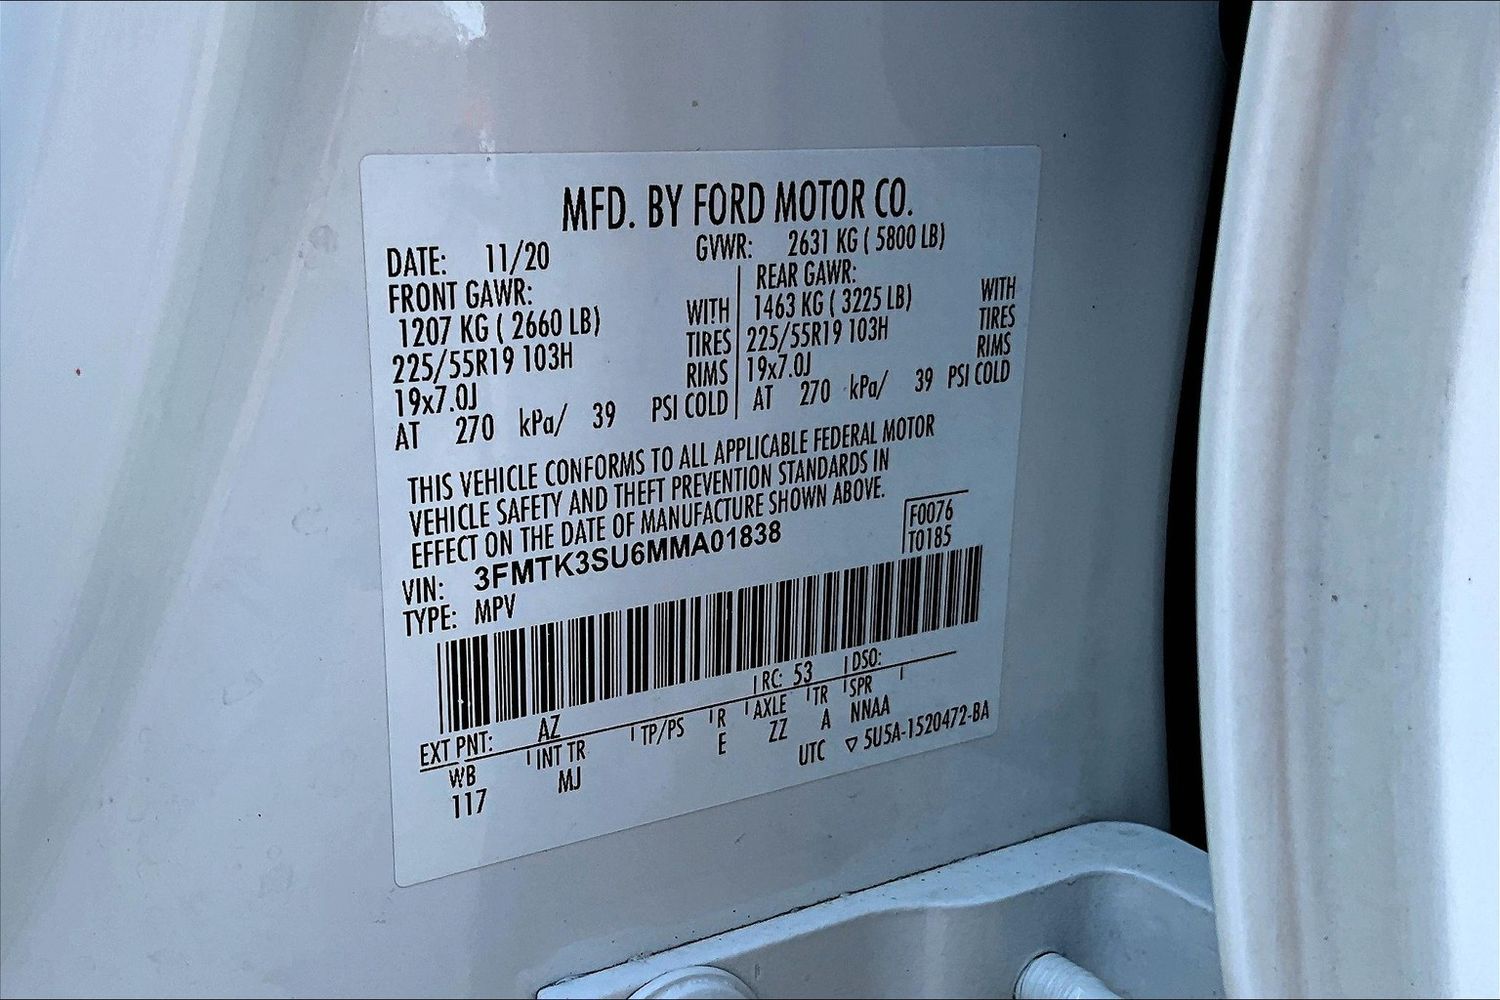 MFD. BY FORD MOTOR CO.
DATE: 11/20 GVWR: 2631 KG ( 5800 LB)
FRONT GAWR: REAR GAWR:
1207 KG ( 2660 LB) WITH 1463 KG ( 3225 LB) WITH
225/55R19 103H TIRES 225/55R19 103H TIRES
19x7.0J RIMS 19x7.0J RIMS
AT 270 kPa/ 39 PSI COLD AT 270 kPa/ 39 PSI COLD
THIS VEHICLE CONFORMS TO ALL APPLICABLE FEDERAL MOTOR
VEHICLE SAFETY AND THEFT PREVENTION STANDARDS IN
EFFECT ON THE DATE OF MANUFACTURE SHOWN ABOVE.
F0076
T0185
VIN: 3FMTK3SU6MMA01838
TYPE: MPV
EXT PNT: AZ RC: 53 DSO:
WB INT TR TP/PS R AXLE TR SPR
117 MJ E ZZ A NNAA
UTC ▽ 5U5A-1520472-BA